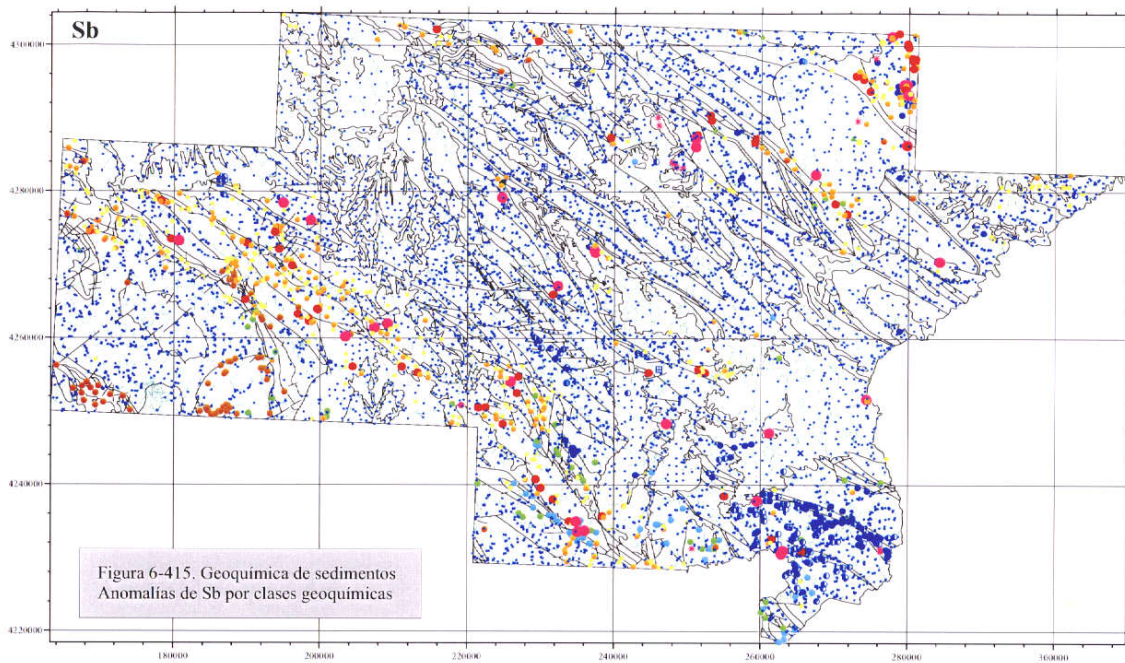 Sb
4300000
4280000
4260000
4240000
4220000
Figura 6-415. Geoquímica de sedimentos
Anomalías de Sb por clases geoquímicas
180000 200000 220000 240000 260000 280000 300000